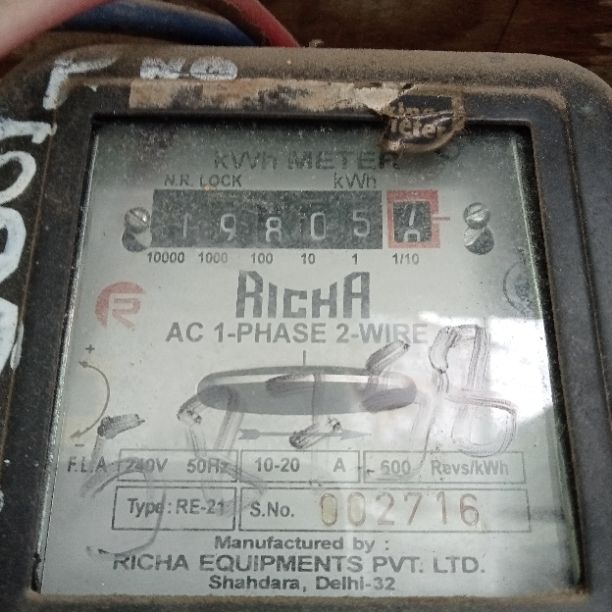 No
kWh METER
N.R. LOCK kWh
1 9 8 0 5
10000 1000 100 10 1 1/10
RICHA
R
AC 1-PHASE 2-WIRE
+
-
F.L.A 240V 50Hz 10-20 A 600 Revs/kWh
Type: RE-21 S.No. 002716
Manufactured by :
RICHA EQUIPMENTS PVT. LTD.
Shahdara, Delhi-32